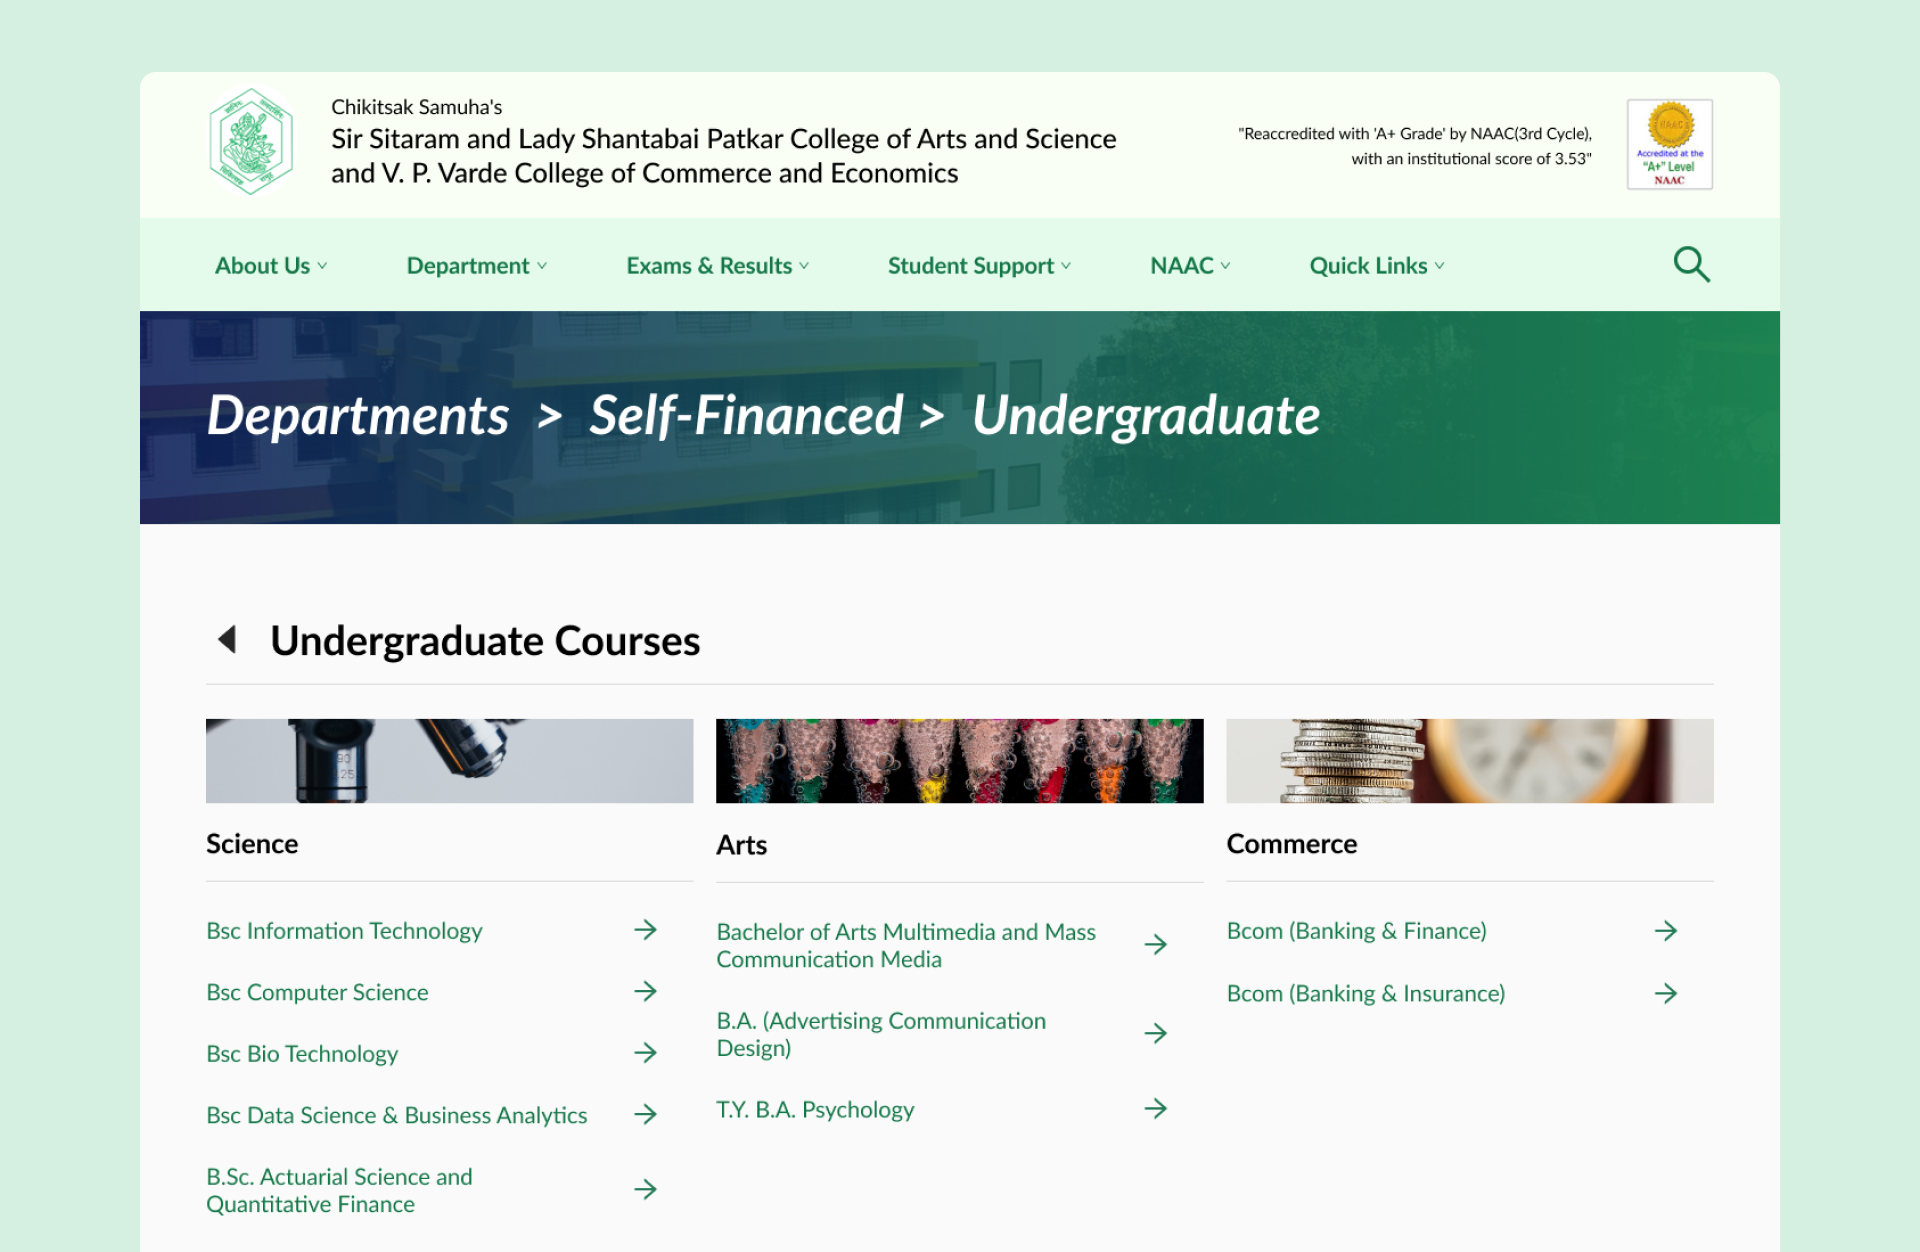 Chikitsak Samuha's
Sir Sitaram and Lady Shantabai Patkar College of Arts and Science
and V. P. Varde College of Commerce and Economics
"Reaccredited with 'A+ Grade' by NAAC(3rd Cycle),
with an institutional score of 3.53"
NAAC
Accredited at the
"A+" Level
NAAC
About Us
Department
Exams & Results
Student Support
NAAC
Quick Links
Departments > Self-Financed > Undergraduate
Undergraduate Courses
Science
Bsc Information Technology
Bsc Computer Science
Bsc Bio Technology
Bsc Data Science & Business Analytics
B.Sc. Actuarial Science and
Quantitative Finance
Arts
Bachelor of Arts Multimedia and Mass
Communication Media
B.A. (Advertising Communication
Design)
T.Y. B.A. Psychology
Commerce
Bcom (Banking & Finance)
Bcom (Banking & Insurance)